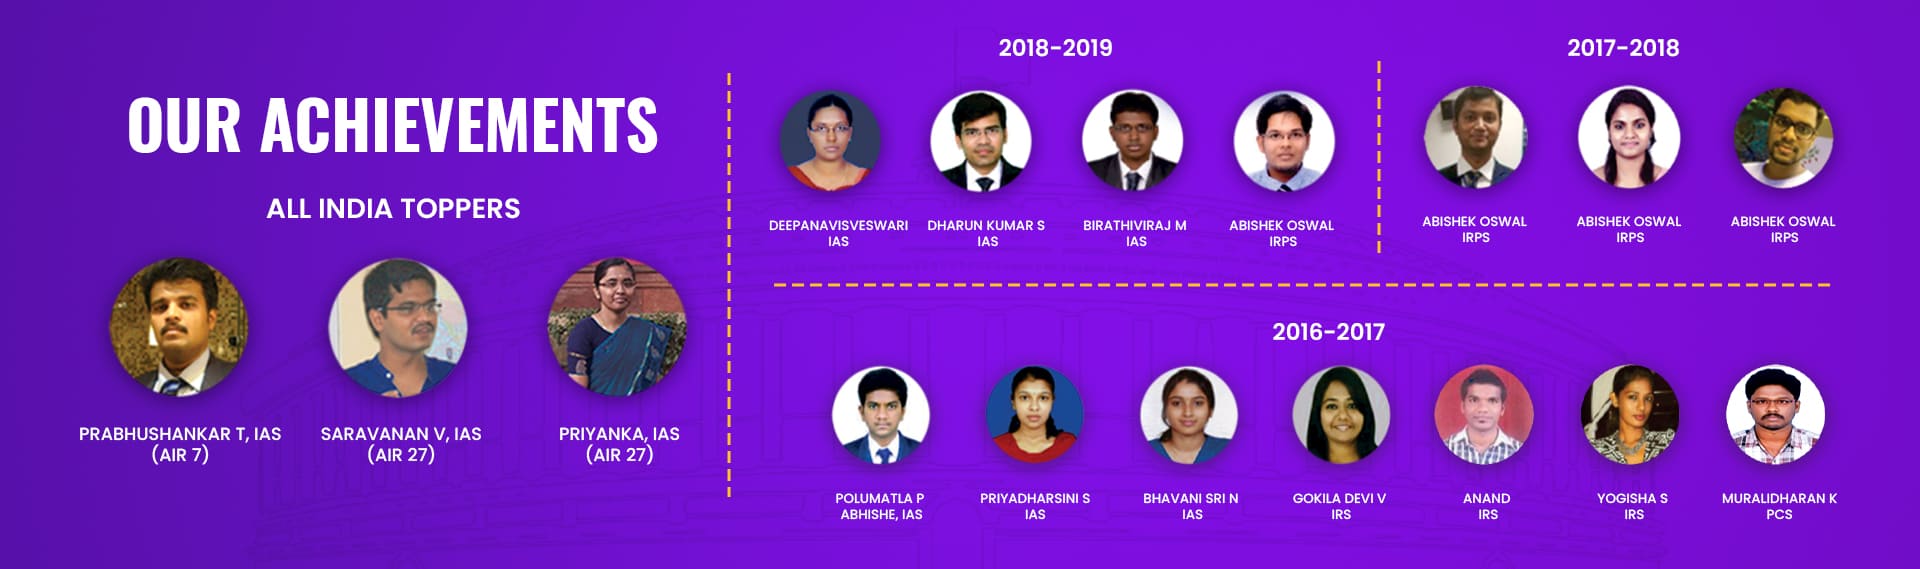 OUR ACHIEVEMENTS
ALL INDIA TOPPERS
PRABHUSHANKAR T, IAS
(AIR 7)
SARAVANAN V, IAS
(AIR 27)
PRIYANKA, IAS
(AIR 27)
2018-2019
DEEPANAVISVESWARI
IAS
DHARUN KUMAR S
IAS
BIRATHIVIRAJ M
IAS
ABISHEK OSWAL
IRPS
2017-2018
ABISHEK OSWAL
IRPS
ABISHEK OSWAL
IRPS
ABISHEK OSWAL
IRPS
2016-2017
POLUMATLA P
ABHISHE, IAS
PRIYADHARSINI S
IAS
BHAVANI SRI N
IAS
GOKILA DEVI V
IRS
ANAND
IRS
YOGISHA S
IRS
MURALIDHARAN K
PCS